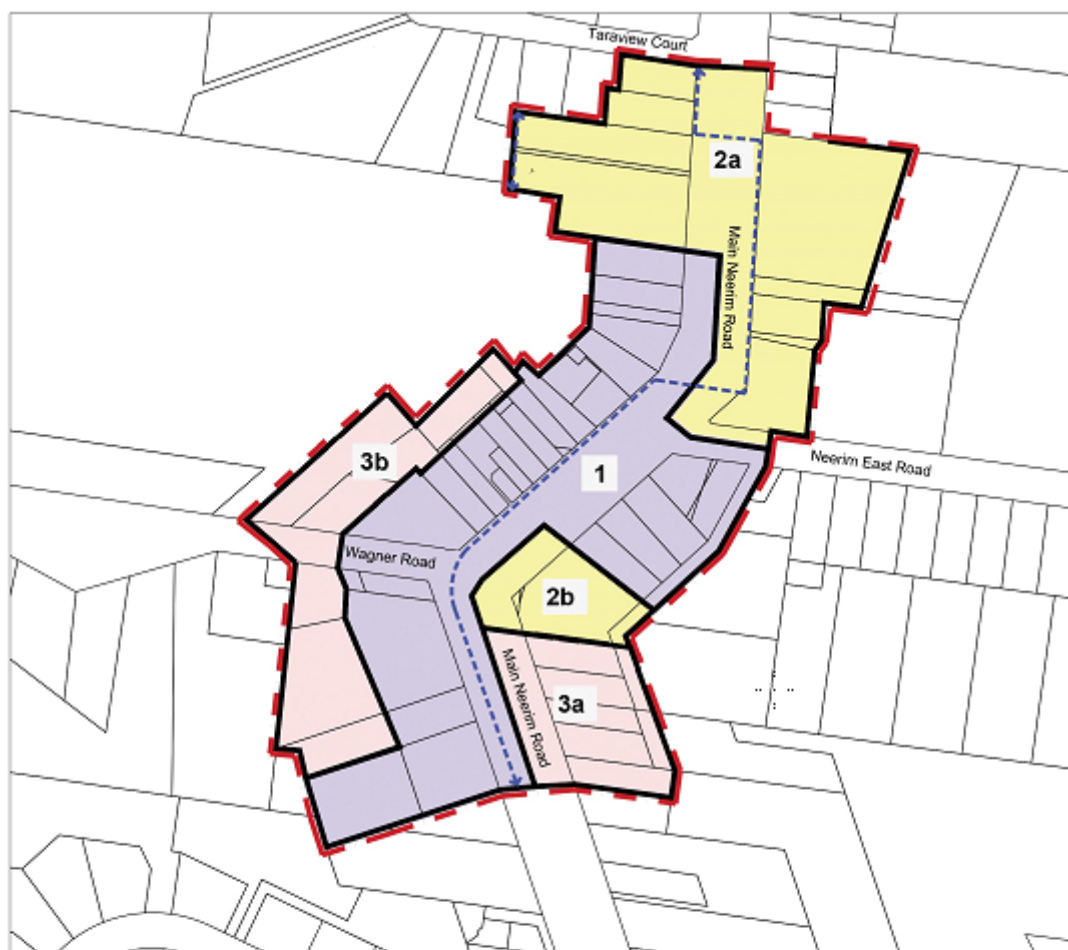 Taraview Court
2a
Main Neerim Road
3b
1
Neerim East Road
Wagner Road
2b
Main Neerim Road
3a